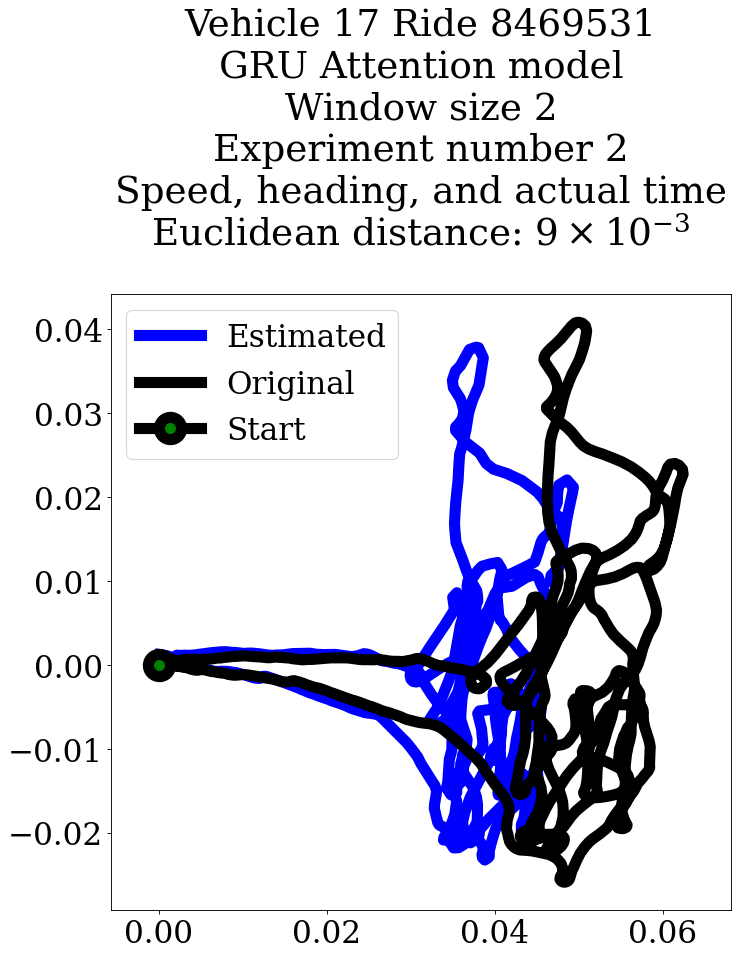 Vehicle 17 Ride 8469531
GRU Attention model
Window size 2
Experiment number 2
Speed, heading, and actual time
Euclidean distance: 9 × 10⁻³
Estimated
Original
Start
0.04
0.03
0.02
0.01
0.00
−0.01
−0.02
0.00 0.02 0.04 0.06